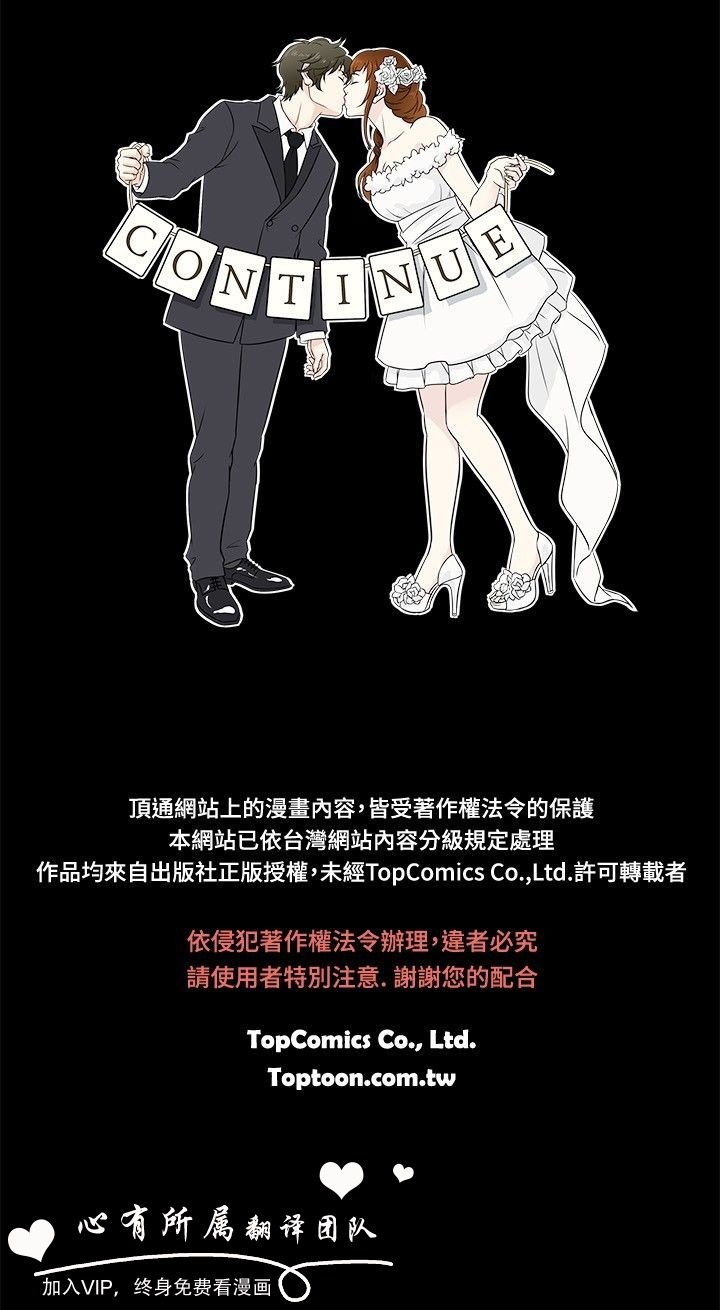 CONTINUE
頂通網站上的漫畫內容，皆受著作權法令的保護
本網站已依台灣網站內容分級規定處理
作品均來自出版社正版授權，未經TopComics Co.,Ltd.許可轉載者
依侵犯著作權法令辦理，違者必究
請使用者特別注意. 謝謝您的配合
TopComics Co., Ltd.
Toptoon.com.tw
心有所属翻译团队
加入VIP，终身免费看漫画